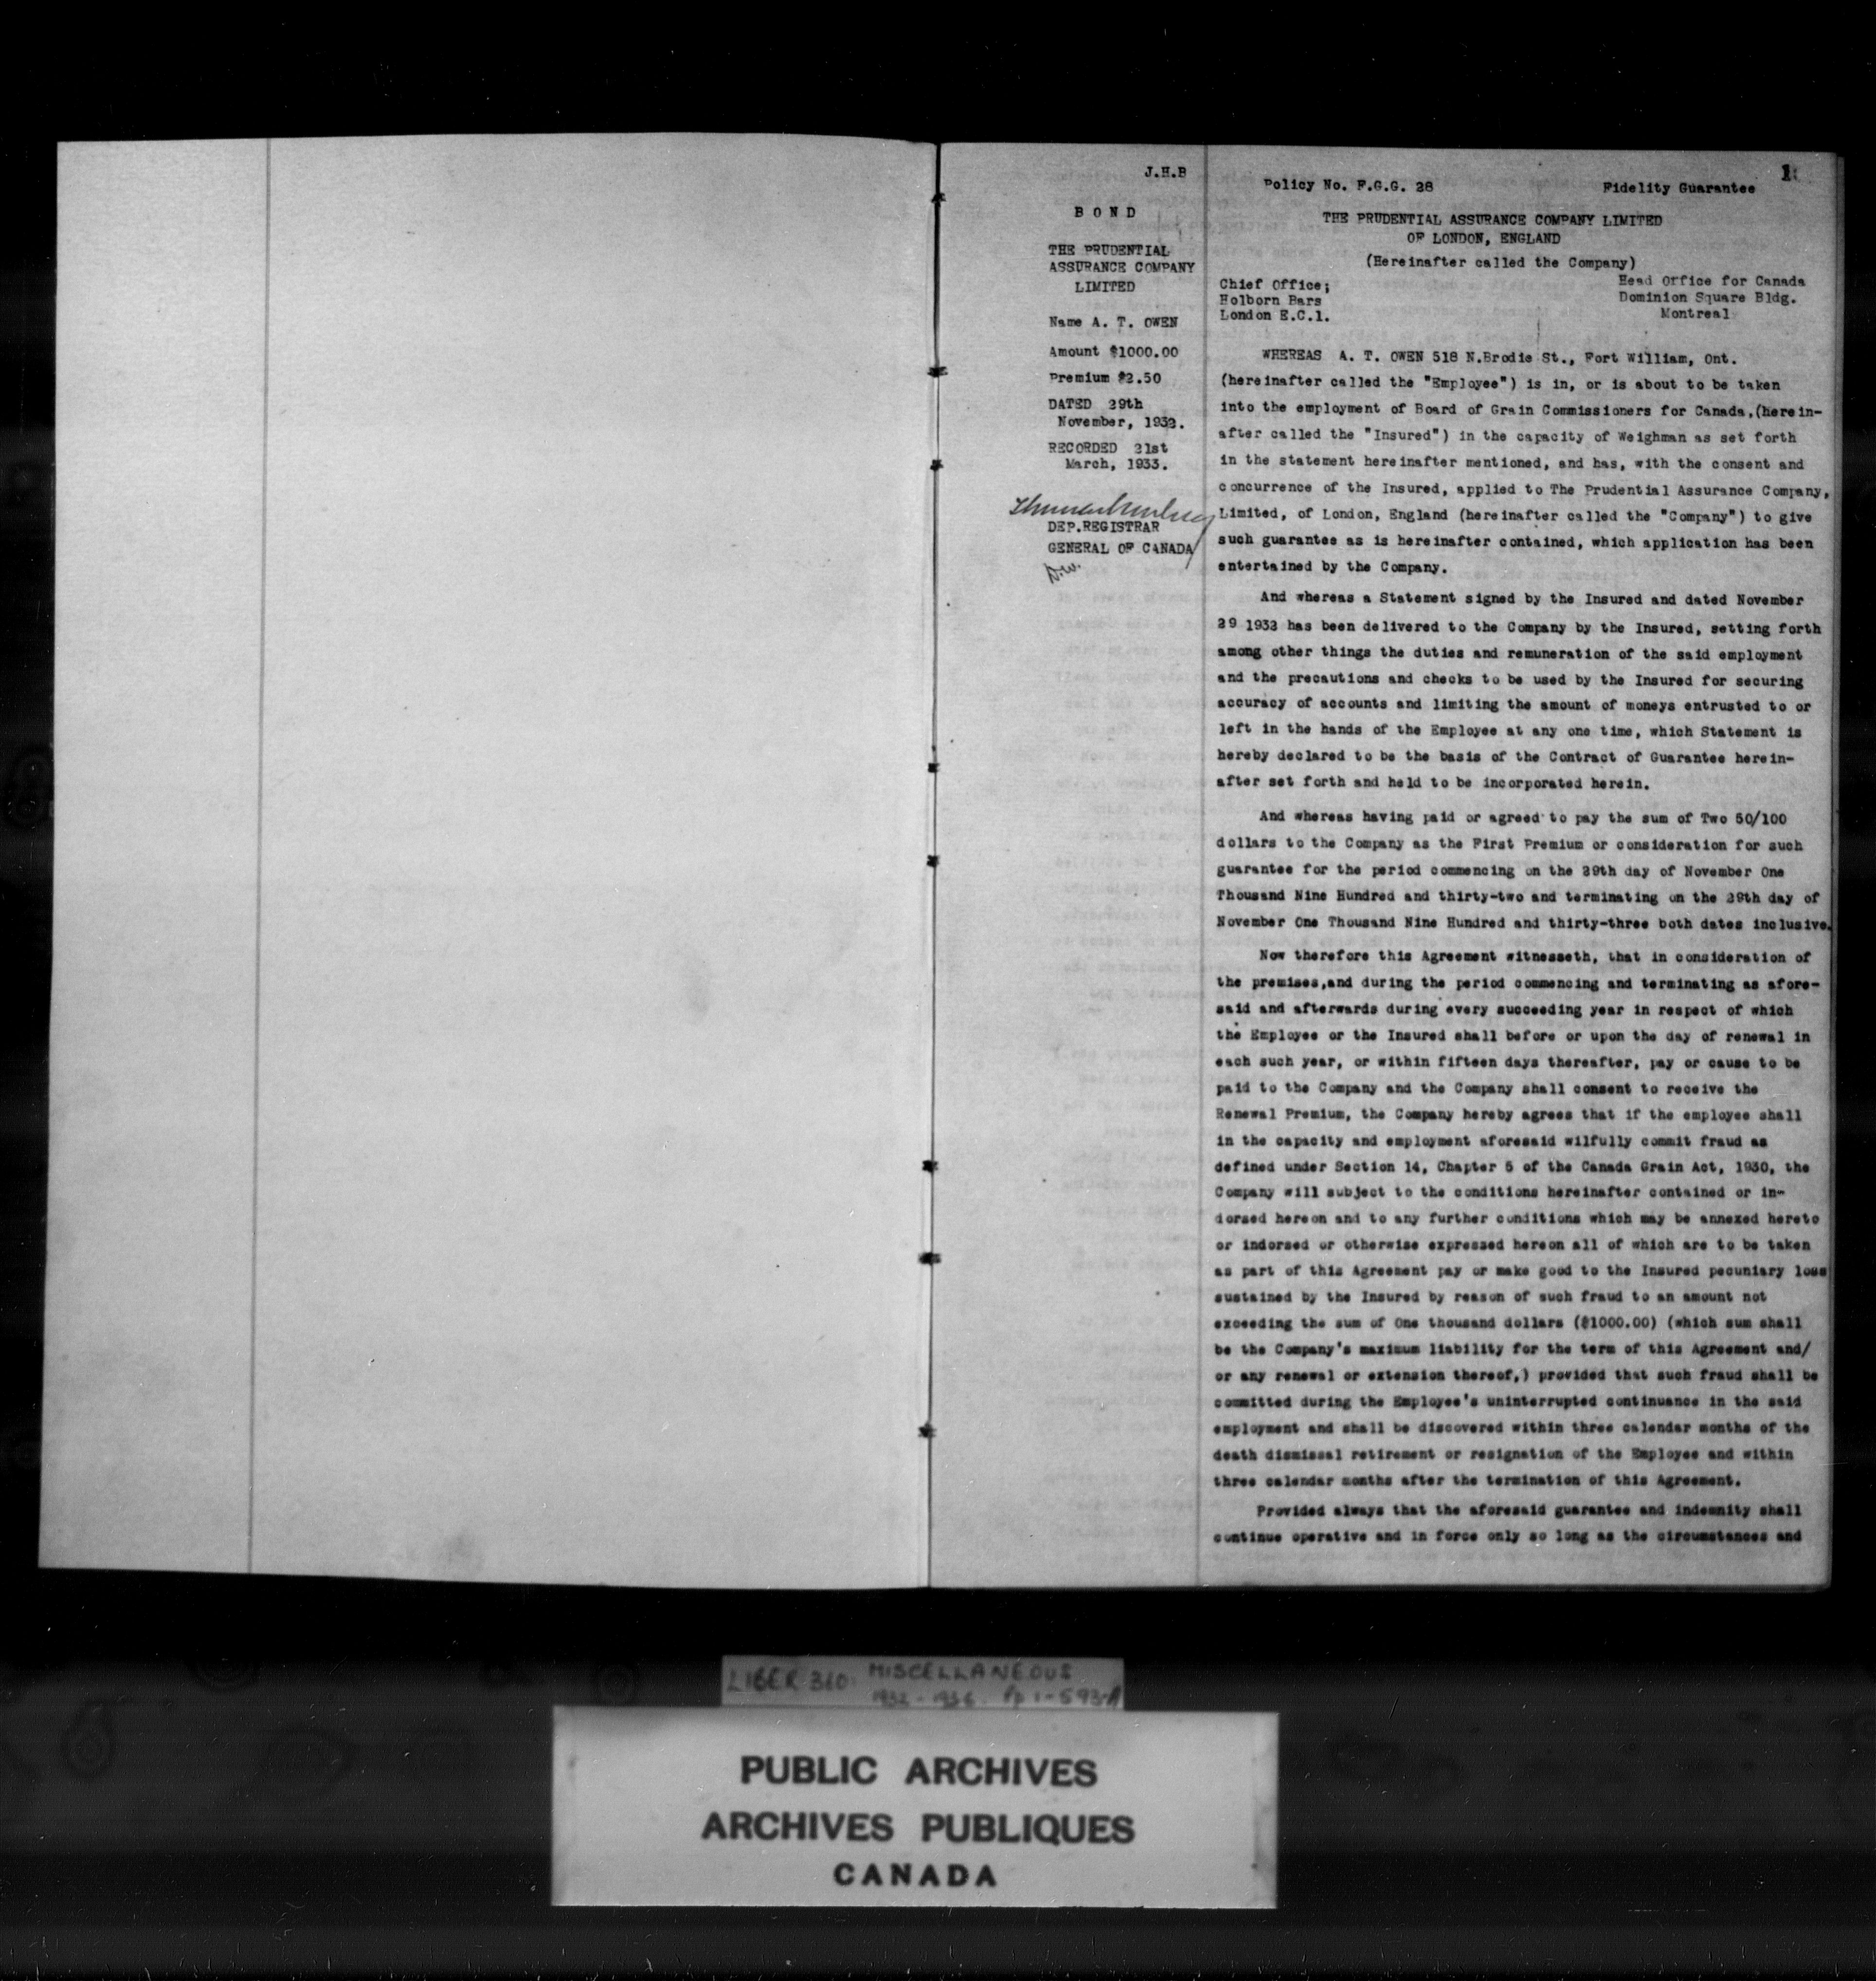 J.H.B
BOND
THE PRUDENTIAL
ASSURANCE COMPANY
LIMITED
Name A. T. OWEN
Amount $1000.00
Premium $2.50
DATED 29th
November, 1932.
RECORDED 21st
March, 1933.
DEP.REGISTRAR
GENERAL OF CANADA
D.W.
1
Policy No. F.G.G. 28 Fidelity Guarantee
THE PRUDENTIAL ASSURANCE COMPANY LIMITED
OF LONDON, ENGLAND
(Hereinafter called the Company)
Chief Office;
Holborn Bars
London E.C.1.
Head Office for Canada
Dominion Square Bldg.
Montreal
WHEREAS A. T. OWEN 518 N.Brodie St., Fort William, Ont.
(hereinafter called the "Employee") is in, or is about to be taken
into the employment of Board of Grain Commissioners for Canada,(herein-
after called the "Insured") in the capacity of Weighman as set forth
in the statement hereinafter mentioned, and has, with the consent and
concurrence of the Insured, applied to The Prudential Assurance Company,
Limited, of London, England (hereinafter called the "Company") to give
such guarantee as is hereinafter contained, which application has been
entertained by the Company.
And whereas a Statement signed by the Insured and dated November
29 1932 has been delivered to the Company by the Insured, setting forth
among other things the duties and remuneration of the said employment
and the precautions and checks to be used by the Insured for securing
accuracy of accounts and limiting the amount of moneys entrusted to or
left in the hands of the Employee at any one time, which Statement is
hereby declared to be the basis of the Contract of Guarantee herein-
after set forth and held to be incorporated herein.
And whereas having paid or agreed to pay the sum of Two 50/100
dollars to the Company as the First Premium or consideration for such
guarantee for the period commencing on the 29th day of November One
Thousand Nine Hundred and thirty-two and terminating on the 29th day of
November One Thousand Nine Hundred and thirty-three both dates inclusive.
Now therefore this Agreement witnesseth, that in consideration of
the premises,and during the period commencing and terminating as afore-
said and afterwards during every succeeding year in respect of which
the Employee or the Insured shall before or upon the day of renewal in
each such year, or within fifteen days thereafter, pay or cause to be
paid to the Company and the Company shall consent to receive the
Renewal Premium, the Company hereby agrees that if the employee shall
in the capacity and employment aforesaid wilfully commit fraud as
defined under Section 14, Chapter 5 of the Canada Grain Act, 1930, the
Company will subject to the conditions hereinafter contained or in-
dorsed hereon and to any further conditions which may be annexed hereto
or indorsed or otherwise expressed hereon all of which are to be taken
as part of this Agreement pay or make good to the Insured pecuniary loss
sustained by the Insured by reason of such fraud to an amount not
exceeding the sum of One thousand dollars ($1000.00) (which sum shall
be the Company's maximum liability for the term of this Agreement and/
or any renewal or extension thereof,) provided that such fraud shall be
committed during the Employee's uninterrupted continuance in the said
employment and shall be discovered within three calendar months of the
death dismissal retirement or resignation of the Employee and within
three calendar months after the termination of this Agreement.
Provided always that the aforesaid guarantee and indemnity shall
continue operative and in force only so long as the circumstances and
LIBER 360: MISCELLANEOUS
1932-1936. Pp 1-593A
PUBLIC ARCHIVES
ARCHIVES PUBLIQUES
CANADA